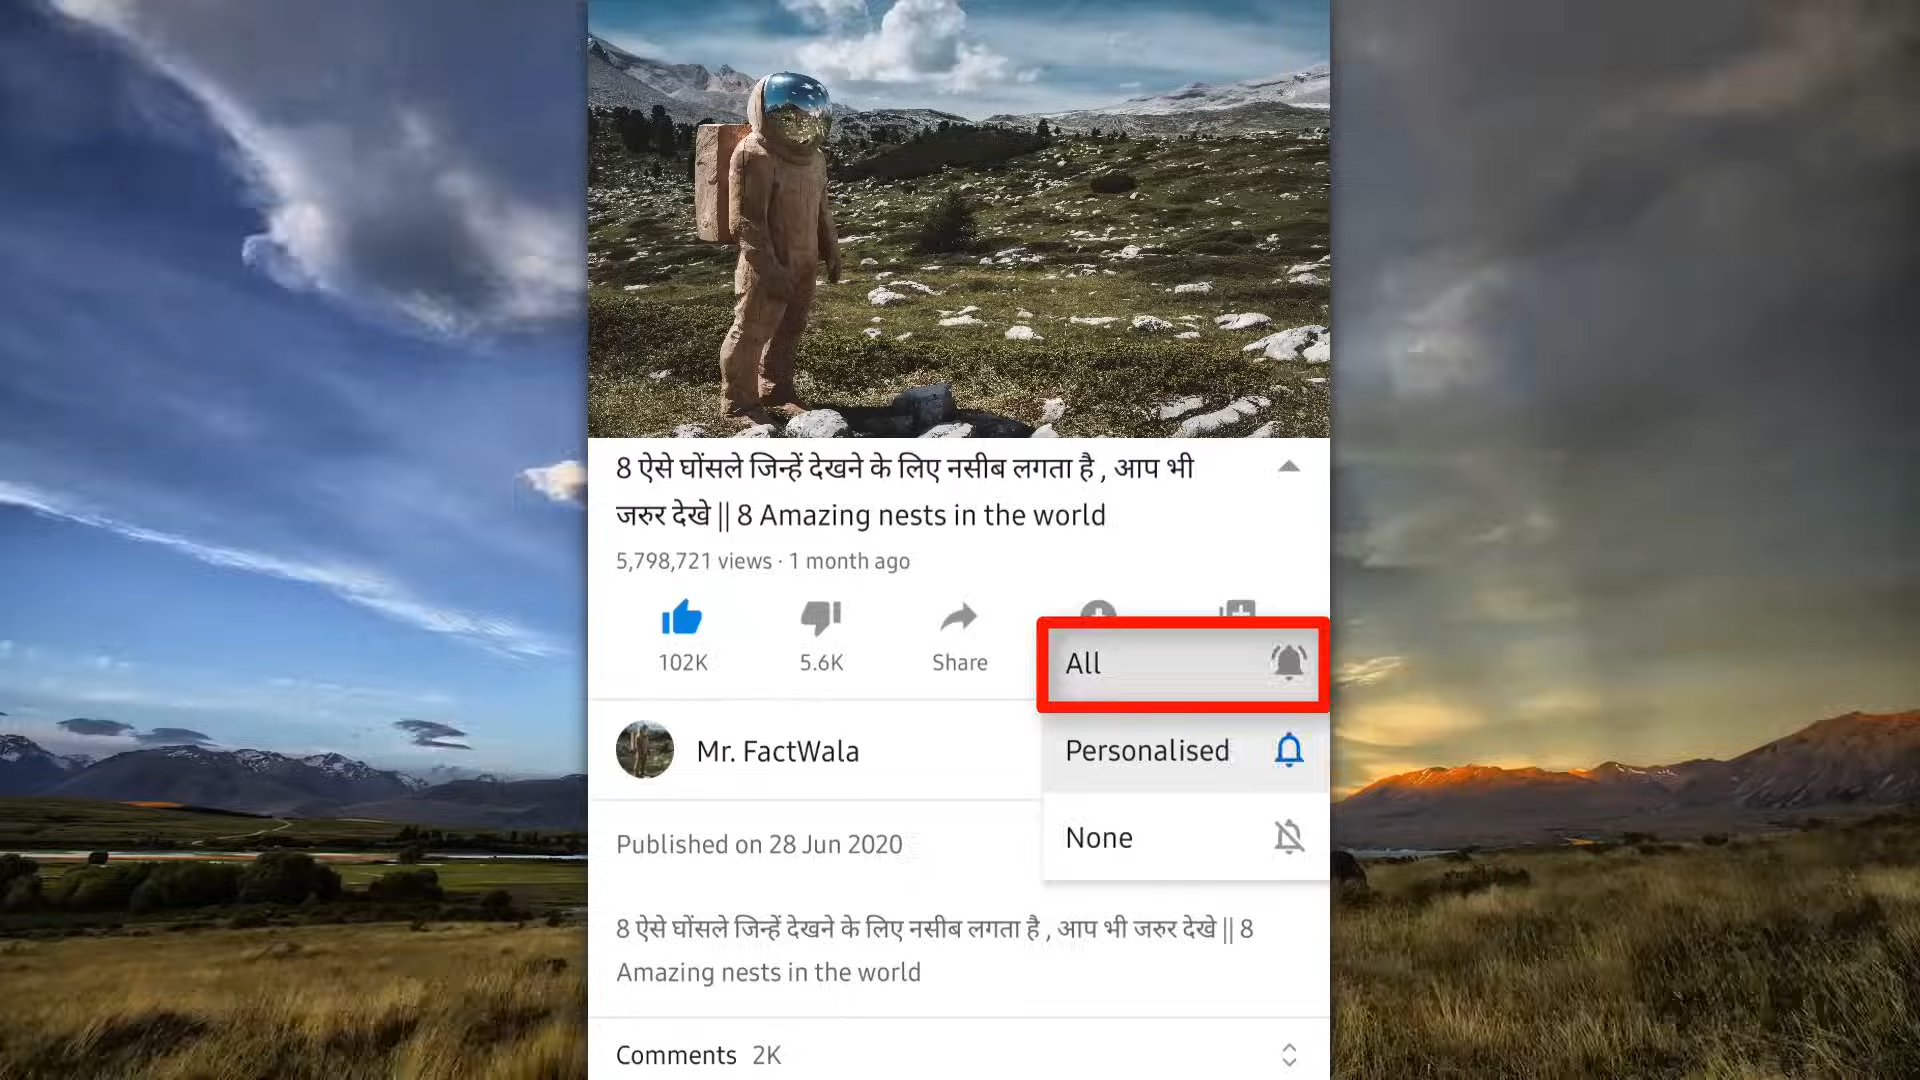 8 ऐसे घोंसले जिन्हें देखने के लिए नसीब लगता है , आप भी
जरुर देखे || 8 Amazing nests in the world
5,798,721 views · 1 month ago
102K
5.6K
Share
All
Mr. FactWala
Personalised
None
Published on 28 Jun 2020
8 ऐसे घोंसले जिन्हें देखने के लिए नसीब लगता है , आप भी जरुर देखे || 8
Amazing nests in the world
Comments 2K